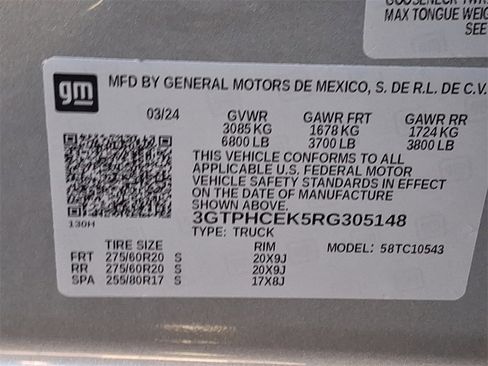 MAX TONGUE WEIG
SEE
gm
MFD BY GENERAL MOTORS DE MEXICO, S. DE R.L. DE C.V.
03/24 GVWR GAWR FRT GAWR RR
3085 KG 1678 KG 1724 KG
6800 LB 3700 LB 3800 LB
THIS VEHICLE CONFORMS TO ALL
APPLICABLE U.S. FEDERAL MOTOR
VEHICLE SAFETY STANDARDS IN EFFECT
ON THE DATE OF MANUFACTURE
SHOWN ABOVE.
3GTPHCEK5RG305148
130H
TYPE: TRUCK
TIRE SIZE RIM MODEL: 58TC10543
FRT 275/60R20 S 20X9J
RR 275/60R20 S 20X9J
SPA 255/80R17 S 17X8J